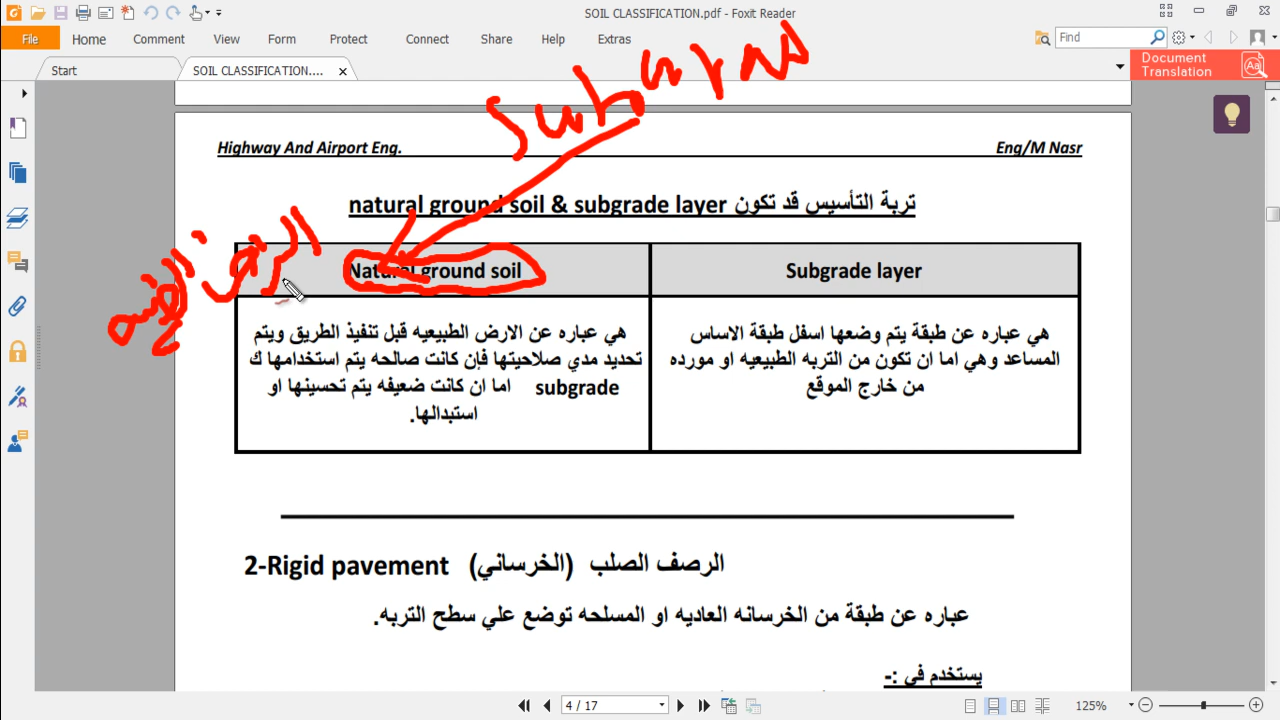 SOIL CLASSIFICATION.pdf - Foxit Reader
File Home Comment View Form Protect Connect Share Help Extras
Find
Start
SOIL CLASSIFICATION....
Document Translation
Highway And Airport Eng.
Eng/M Nasr
تربة التأسيس قد تكون natural ground soil & subgrade layer
Natural ground soil
Subgrade layer
هي عباره عن الارض الطبيعيه قبل تنفيذ الطريق ويتم
تحديد مدي صلاحيتها فإن كانت صالحه يتم استخدامها ك
subgrade اما ان كانت ضعيفه يتم تحسينها او
استبدالها.
هي عباره عن طبقة يتم وضعها اسفل طبقة الاساس
المساعد وهي اما ان تكون من التربه الطبيعيه او مورده
من خارج الموقع
2-Rigid pavement الرصف الصلب (الخرساني)
عباره عن طبقة من الخرسانه العاديه او المسلحه توضع علي سطح التربه.
يستخدم في :-
4 / 17
125%